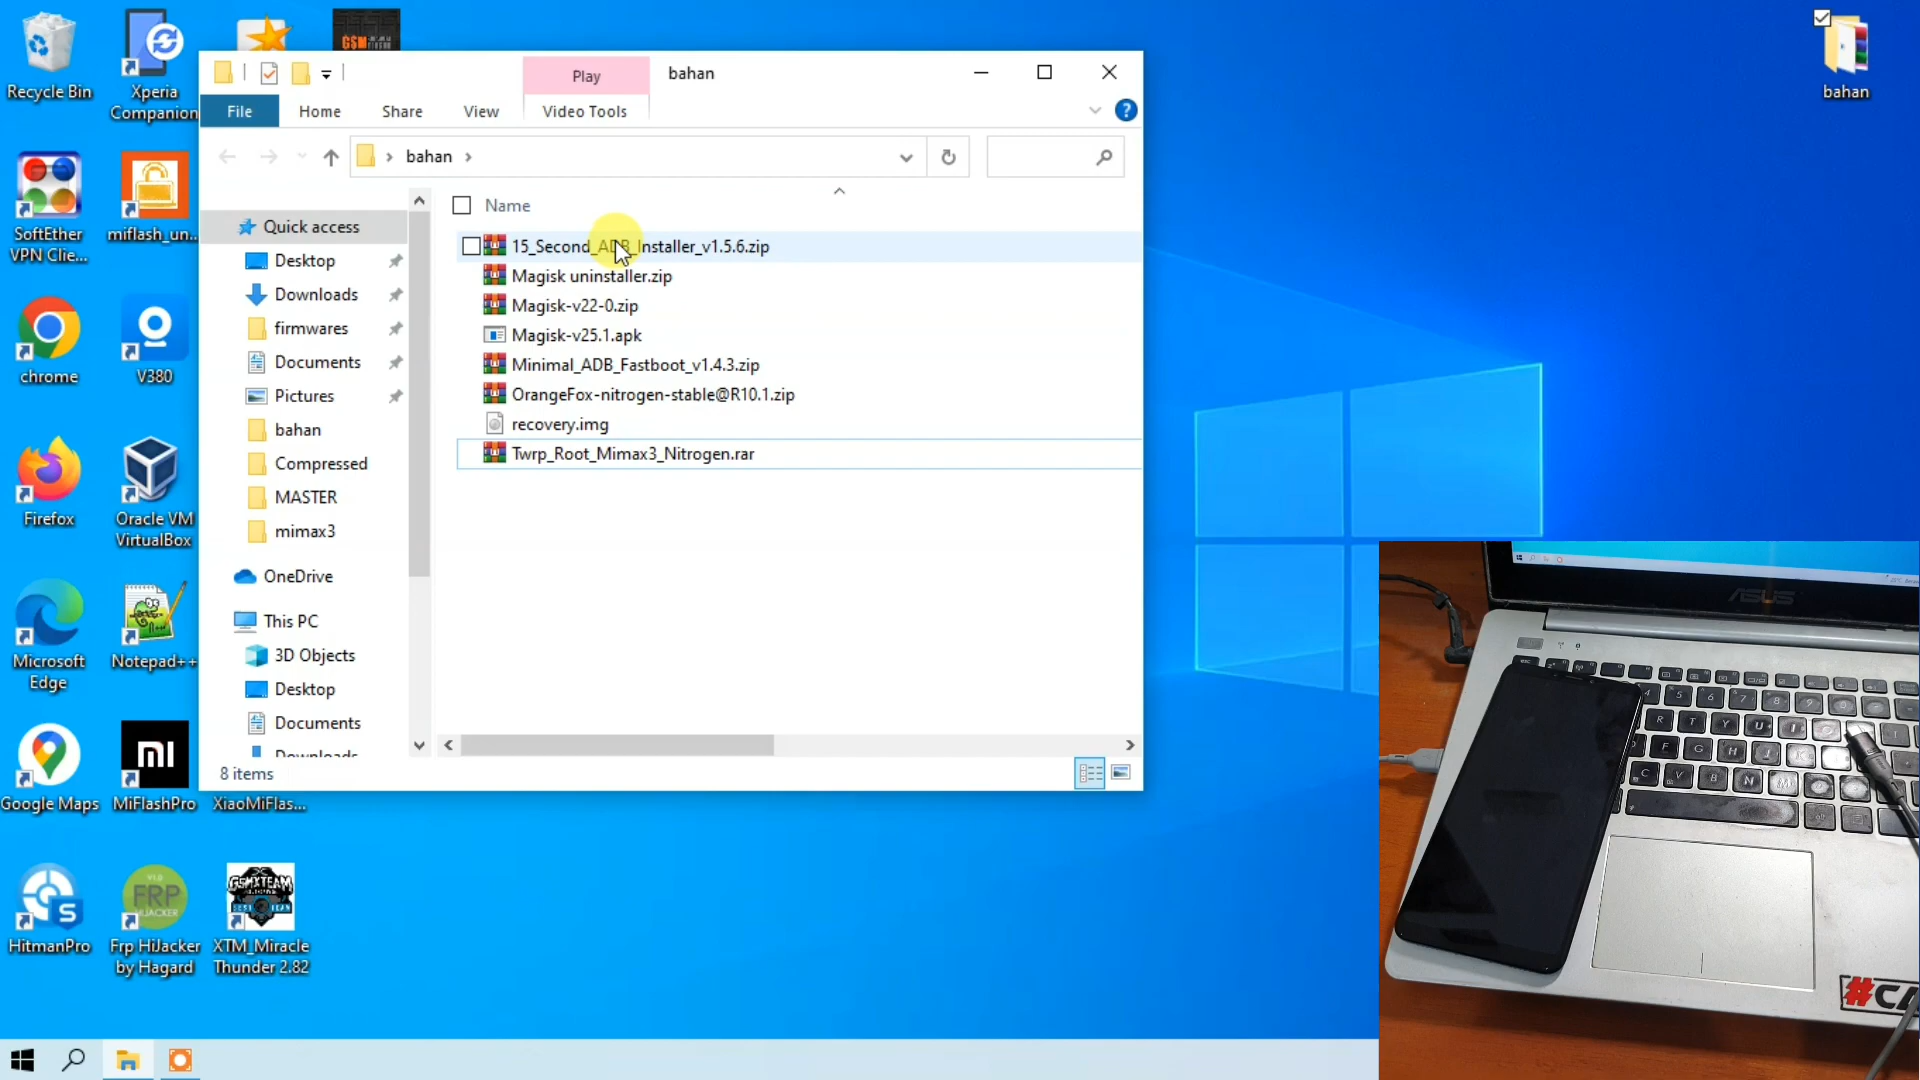 Recycle Bin
Xperia
Companion
GSM
SoftEther
VPN Clie...
miflash_un...
chrome
V380
Firefox
Oracle VM
VirtualBox
Microsoft
Edge
Notepad++
Google Maps
MiFlashPro
XiaoMiFlas...
HitmanPro
Frp HiJacker
by Hagard
XTM_Miracle
Thunder 2.82
bahan
Play
bahan
File
Home
Share
View
Video Tools
bahan
Name
Quick access
Desktop
Downloads
firmwares
Documents
Pictures
bahan
Compressed
MASTER
mimax3
OneDrive
This PC
3D Objects
Desktop
Documents
Downloads
15_Second_ADB_Installer_v1.5.6.zip
Magisk uninstaller.zip
Magisk-v22-0.zip
Magisk-v25.1.apk
Minimal_ADB_Fastboot_v1.4.3.zip
OrangeFox-nitrogen-stable@R10.1.zip
recovery.img
Twrp_Root_Mimax3_Nitrogen.rar
8 items
ASUS
#CA